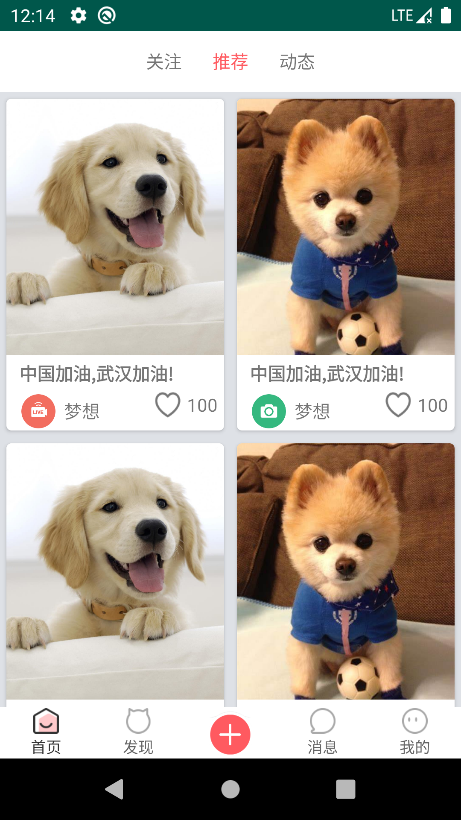 12:14 LTE
关注 推荐 动态
中国加油,武汉加油!
LIVE 梦想 100
中国加油,武汉加油!
梦想 100
首页 发现 消息 我的